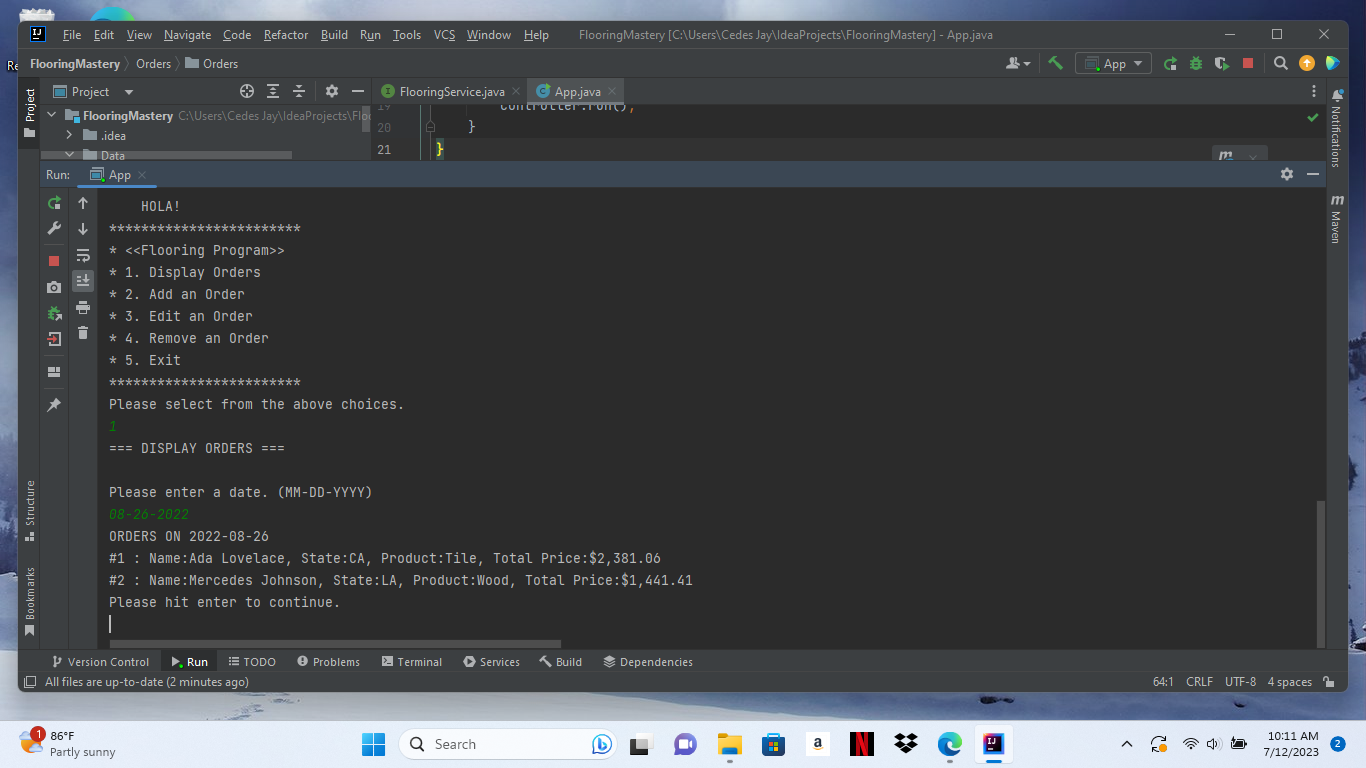 Re
File Edit View Navigate Code Refactor Build Run Tools VCS Window Help FlooringMastery [C:\Users\Cedes Jay\IdeaProjects\FlooringMastery] - App.java
FlooringMastery Orders Orders App
Project FlooringService.java App.java
Project
FlooringMastery C:\Users\Cedes Jay\IdeaProjects\Floo
.idea
Data
19 controller.run();
20 }
21 }
Notifications
m
Maven
Run: App
HOLA!
************************
* <<Flooring Program>>
* 1. Display Orders
* 2. Add an Order
* 3. Edit an Order
* 4. Remove an Order
* 5. Exit
************************
Please select from the above choices.
1
=== DISPLAY ORDERS ===
Please enter a date. (MM-DD-YYYY)
08-26-2022
ORDERS ON 2022-08-26
#1 : Name:Ada Lovelace, State:CA, Product:Tile, Total Price:$2,381.06
#2 : Name:Mercedes Johnson, State:LA, Product:Wood, Total Price:$1,441.41
Please hit enter to continue.
Structure
Bookmarks
Version Control Run TODO Problems Terminal Services Build Dependencies
All files are up-to-date (2 minutes ago) 64:1 CRLF UTF-8 4 spaces
1 86°F
Partly sunny
Search
10:11 AM
7/12/2023
2